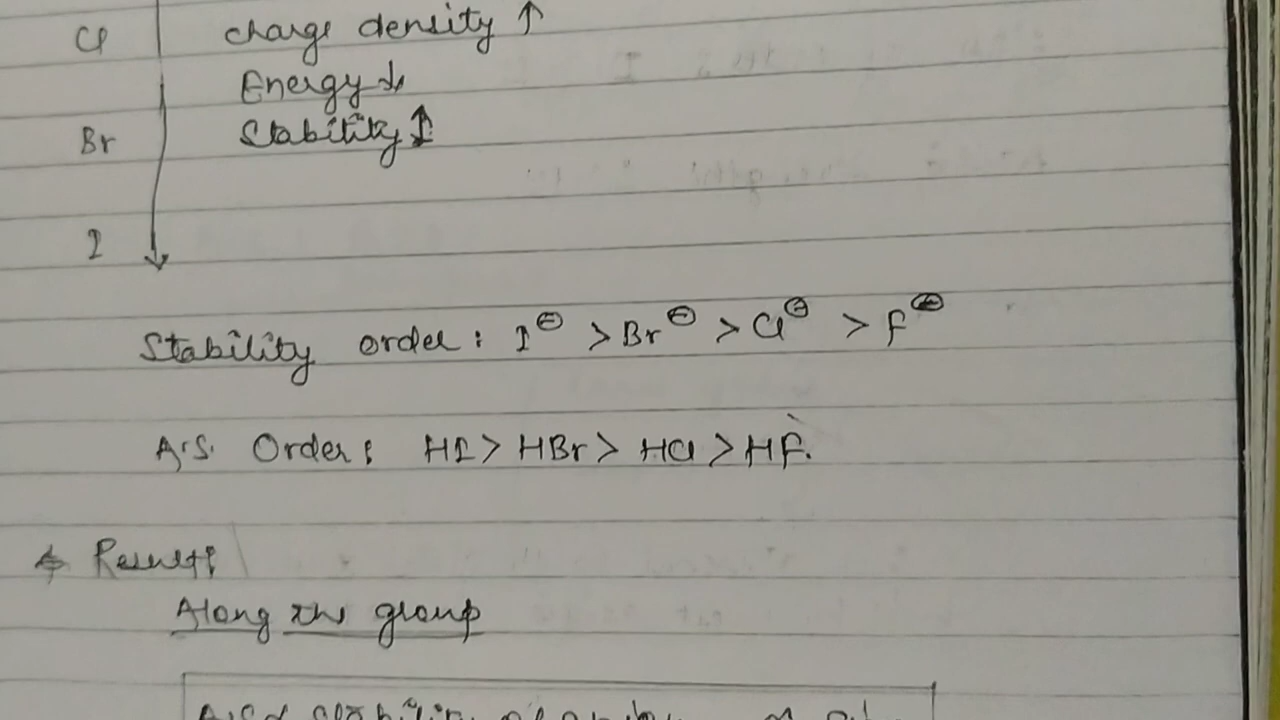 Cl charge density ↑
Energy ↓
Br Stability ↑
I
Stability order : I⊖ > Br⊖ > Cl⊖ > F⊖
A.S. Order : HI > HBr > HCl > HF.
Result:
Along the group